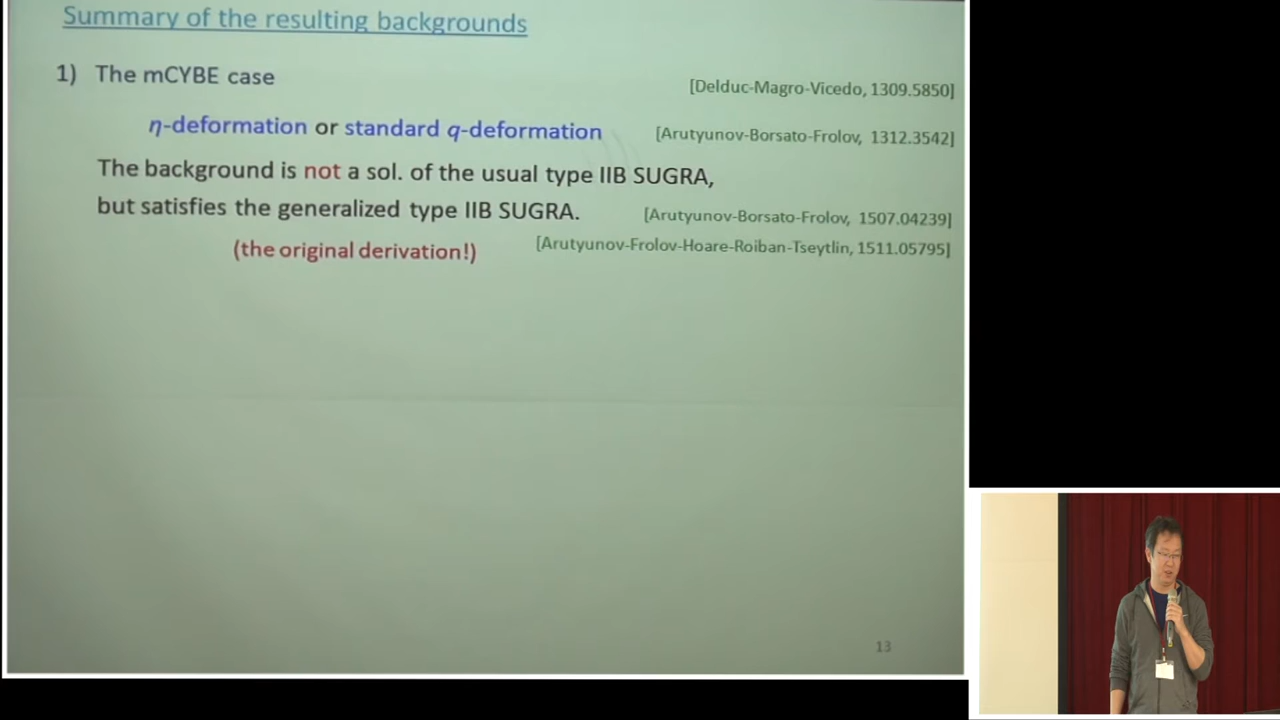 Summary of the resulting backgrounds
1) The mCYBE case
[Delduc-Magro-Vicedo, 1309.5850]
η-deformation or standard q-deformation
[Arutyunov-Borsato-Frolov, 1312.3542]
The background is not a sol. of the usual type IIB SUGRA,
but satisfies the generalized type IIB SUGRA.
[Arutyunov-Borsato-Frolov, 1507.04239]
(the original derivation!)
[Arutyunov-Frolov-Hoare-Roiban-Tseytlin, 1511.05795]
13